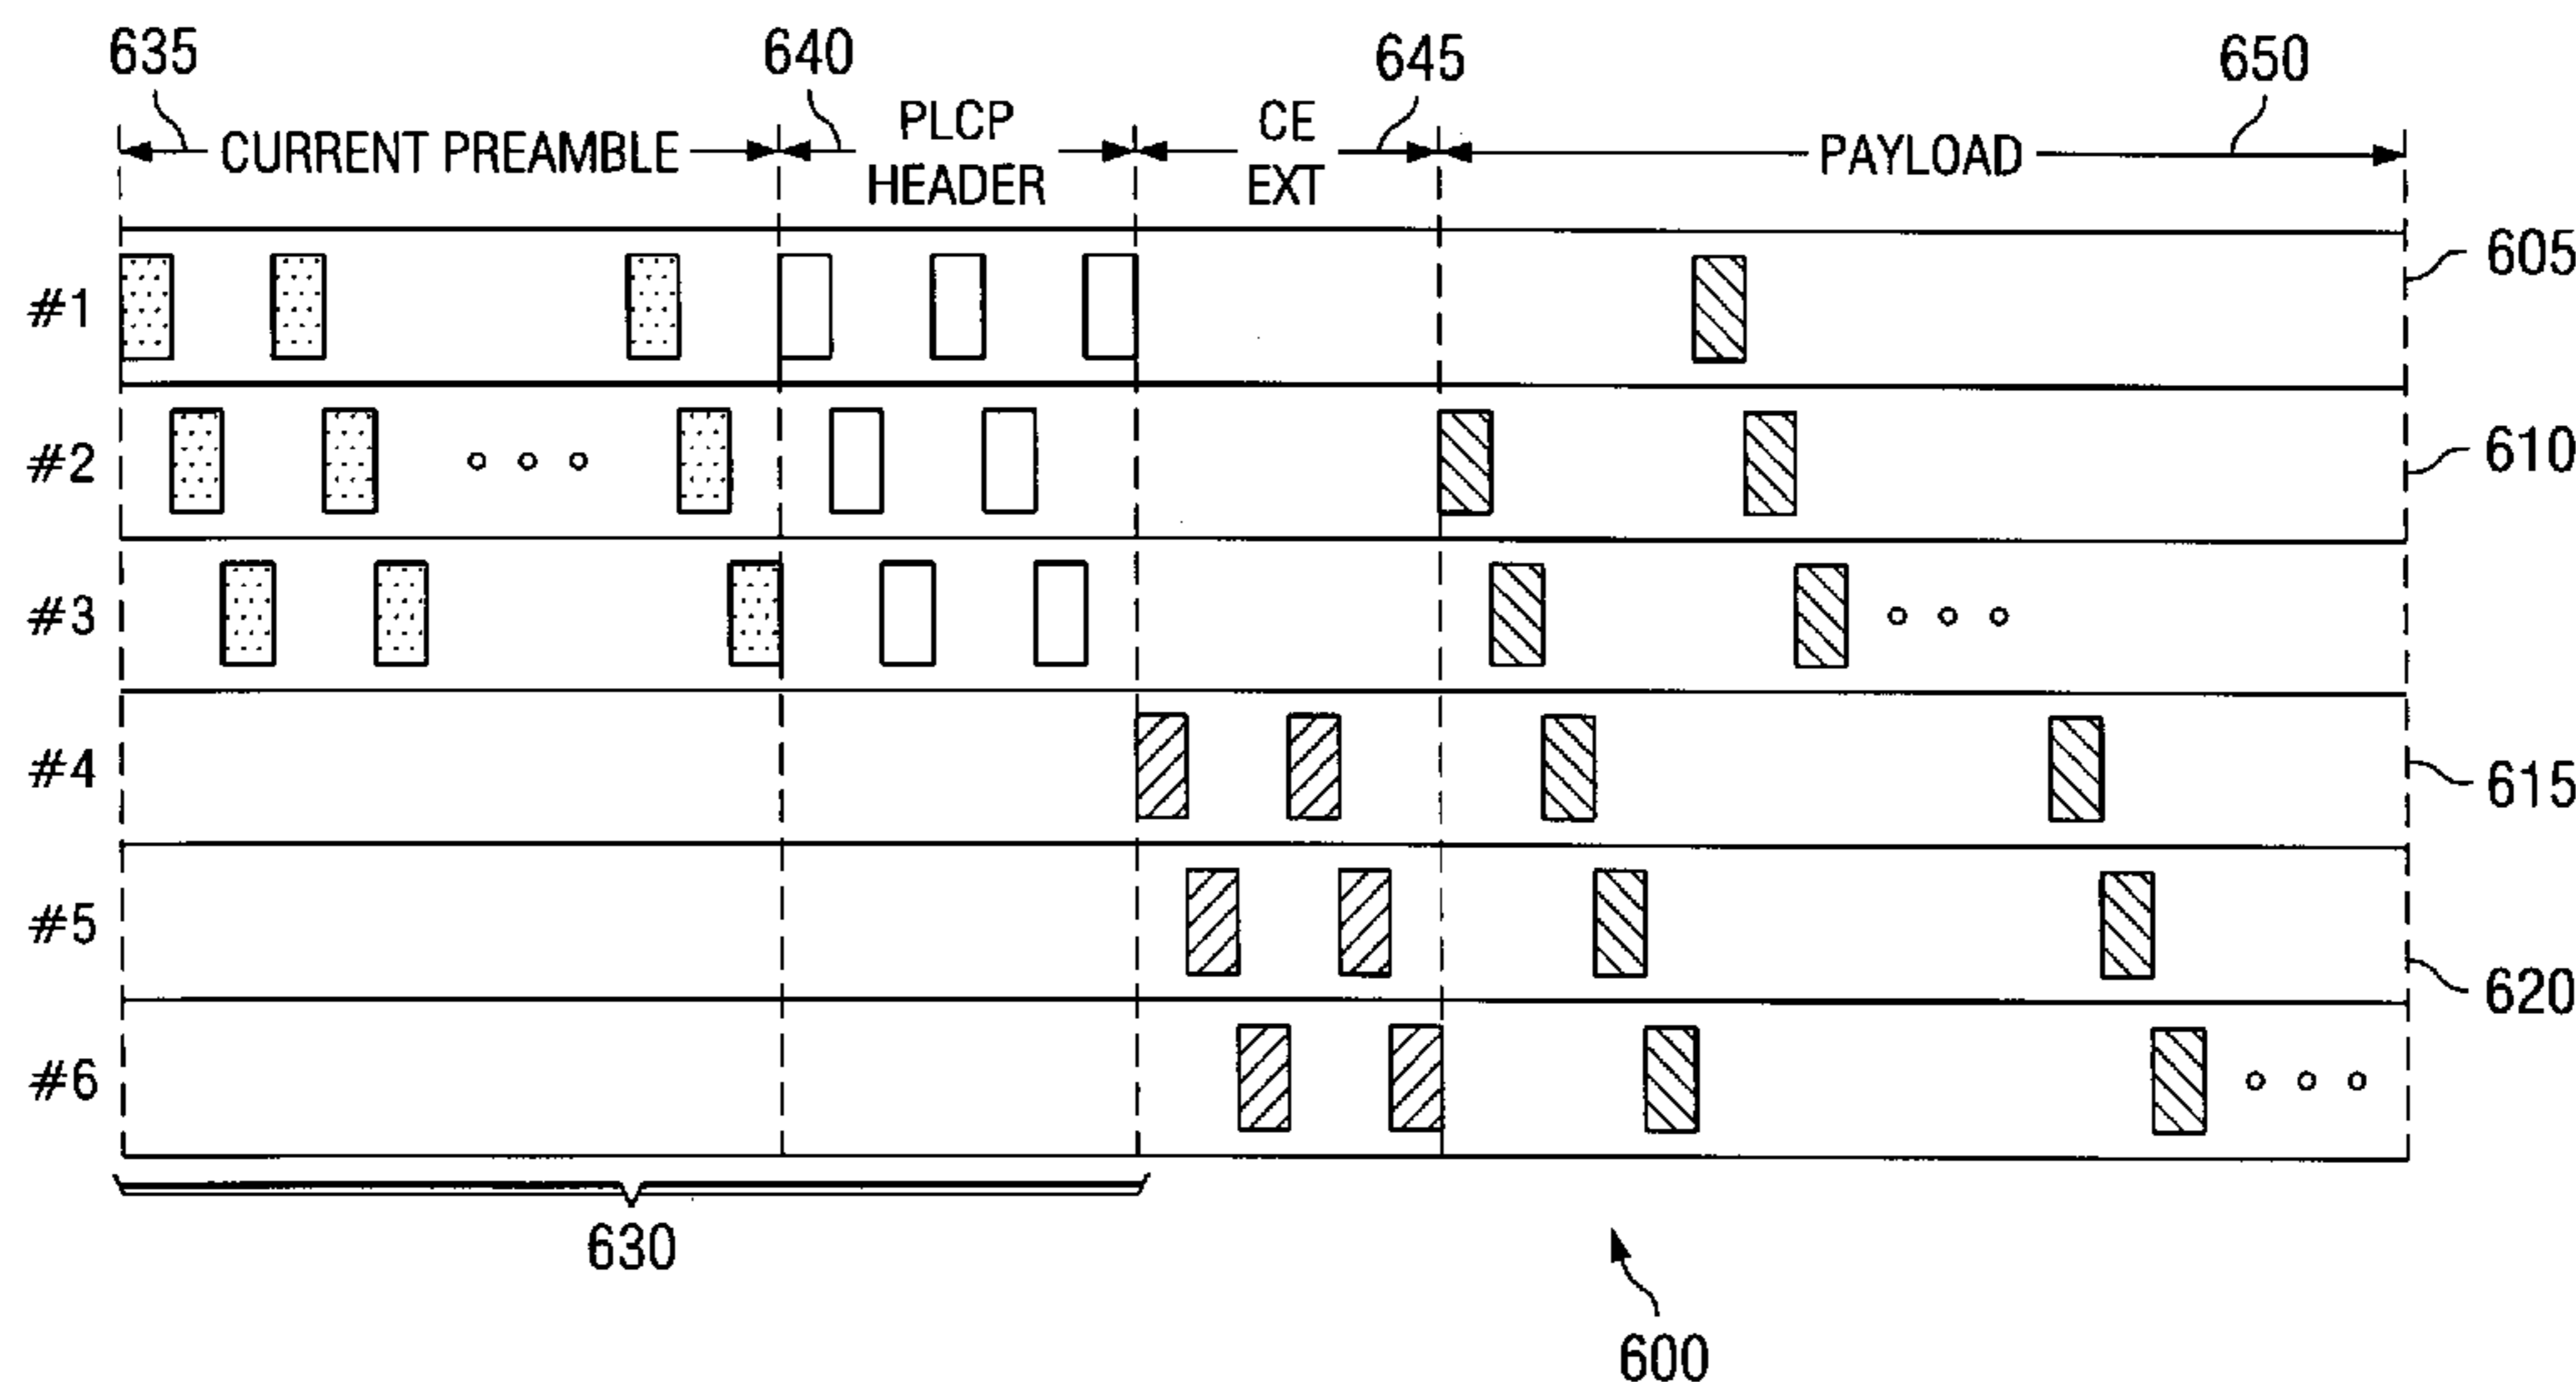 635
640
645
650
CURRENT PREAMBLE
PLCP
HEADER
CE
EXT
PAYLOAD
605
#1
#2
610
#3
#4
615
#5
620
#6
630
600